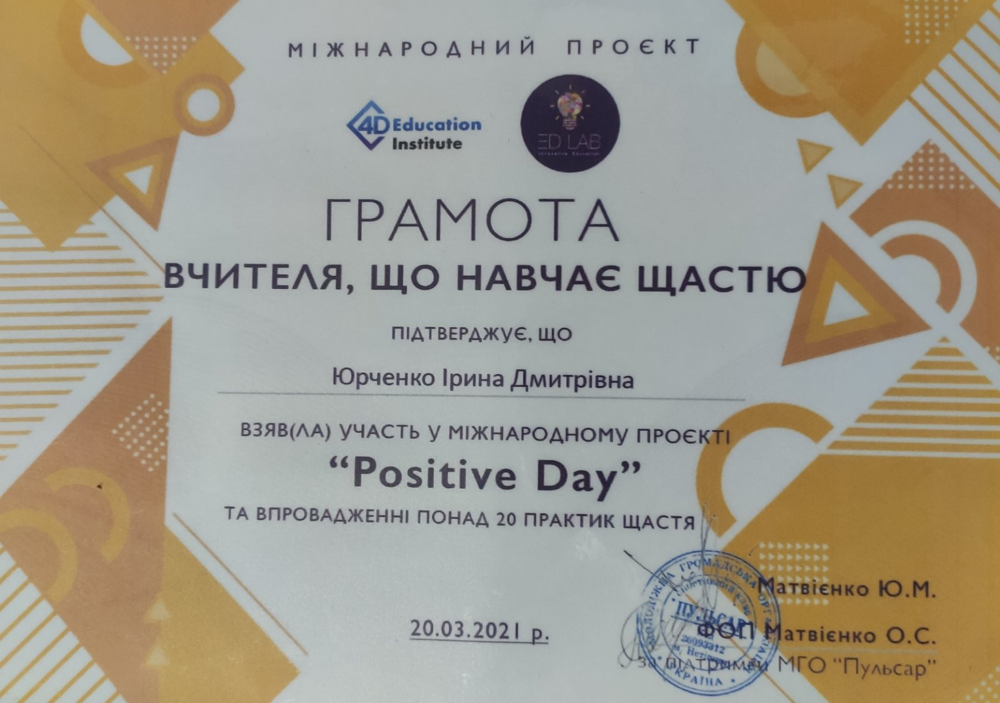 МІЖНАРОДНИЙ ПРОЄКТ
4D Education
Institute
ED LAB
Innovative Education
ГРАМОТА
ВЧИТЕЛЯ, ЩО НАВЧАЄ ЩАСТЮ
ПІДТВЕРДЖУЄ, ЩО
Юрченко Ірина Дмитрівна
ВЗЯВ(ЛА) УЧАСТЬ У МІЖНАРОДНОМУ ПРОЄКТІ
“Positive Day”
ТА ВПРОВАДЖЕННІ ПОНАД 20 ПРАКТИК ЩАСТЯ
Матвієнко Ю.М.
20.03.2021 р.
ФОП Матвієнко О.С.
за підтримки МГО “Пульсар”
МОЛОДІЖНА ГРОМАДСЬКА ОРГАНІЗАЦІЯ
спортивний клуб
ПУЛЬСАР
26093312
УКРАЇНА